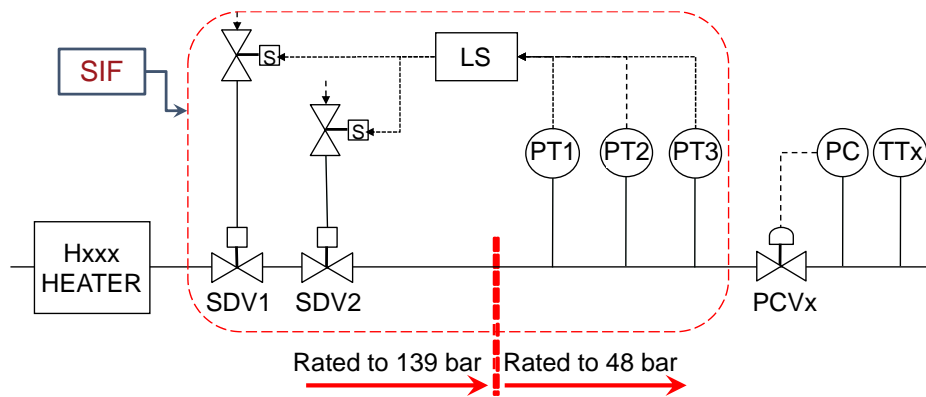 S
LS
SIF
S
PT1
PT2
PT3
PC
TTx
Hxxx
HEATER
SDV1
SDV2
PCVx
Rated to 139 bar
Rated to 48 bar